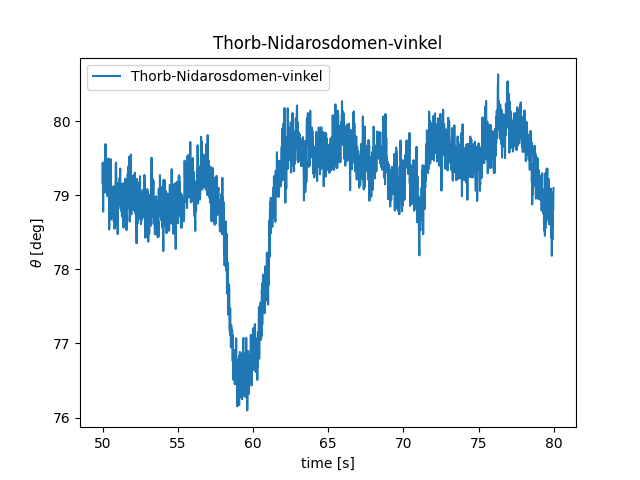 Thorb-Nidarosdomen-vinkel
Thorb-Nidarosdomen-vinkel
80
79
78
77
76
θ [deg]
50 55 60 65 70 75 80
time [s]